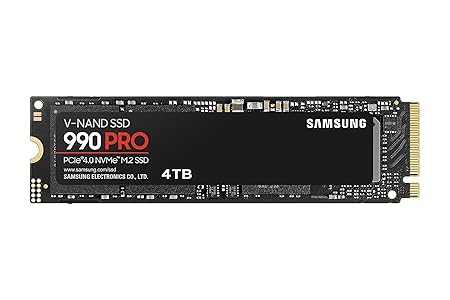 V-NAND SSD
990 PRO
PCIe® 4.0 NVMe™ M.2 SSD
www.samsung.com/ssd
SAMSUNG ELECTRONICS CO., LTD.
4TB
SAMSUNG